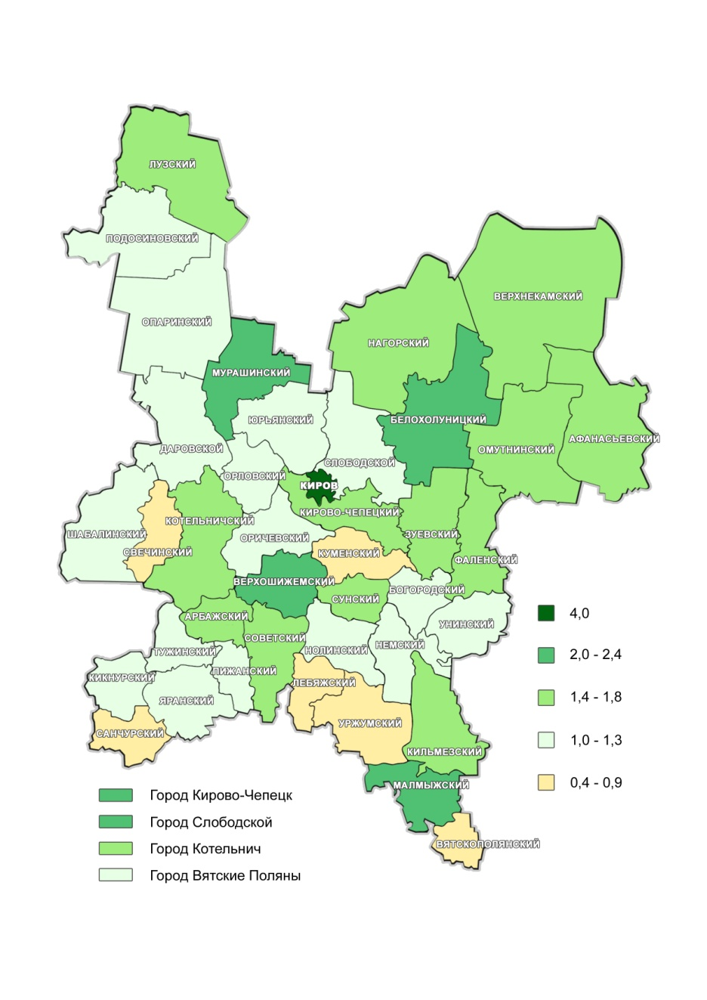 ЛУЗСКИЙ
ПОДОСИНОВСКИЙ
ВЕРХНЕКАМСКИЙ
ОПАРИНСКИЙ
НАГОРСКИЙ
МУРАШИНСКИЙ
ЮРЬЯНСКИЙ
БЕЛОХОЛУНИЦКИЙ
АФАНАСЬЕВСКИЙ
ДАРОВСКОЙ
ОМУТНИНСКИЙ
СЛОБОДСКОЙ
ОРЛОВСКИЙ
КИРОВ
КИРОВО-ЧЕПЕЦКИЙ
КОТЕЛЬНИЧСКИЙ
ШАБАЛИНСКИЙ
ОРИЧЕВСКИЙ
ЗУЕВСКИЙ
СВЕЧИНСКИЙ
КУМЕНСКИЙ
ФАЛЕНСКИЙ
ВЕРХОШИЖЕМСКИЙ
БОГОРОДСКИЙ
СУНСКИЙ
АРБАЖСКИЙ
УНИНСКИЙ
СОВЕТСКИЙ
НЕМСКИЙ
ТУЖИНСКИЙ
НОЛИНСКИЙ
ПИЖАНСКИЙ
КИКНУРСКИЙ
ЛЕБЯЖСКИЙ
ЯРАНСКИЙ
УРЖУМСКИЙ
САНЧУРСКИЙ
КИЛЬМЕЗСКИЙ
МАЛМЫЖСКИЙ
ВЯТСКОПОЛЯНСКИЙ
4,0
2,0 - 2,4
1,4 - 1,8
1,0 - 1,3
0,4 - 0,9
Город Кирово-Чепецк
Город Слободской
Город Котельнич
Город Вятские Поляны